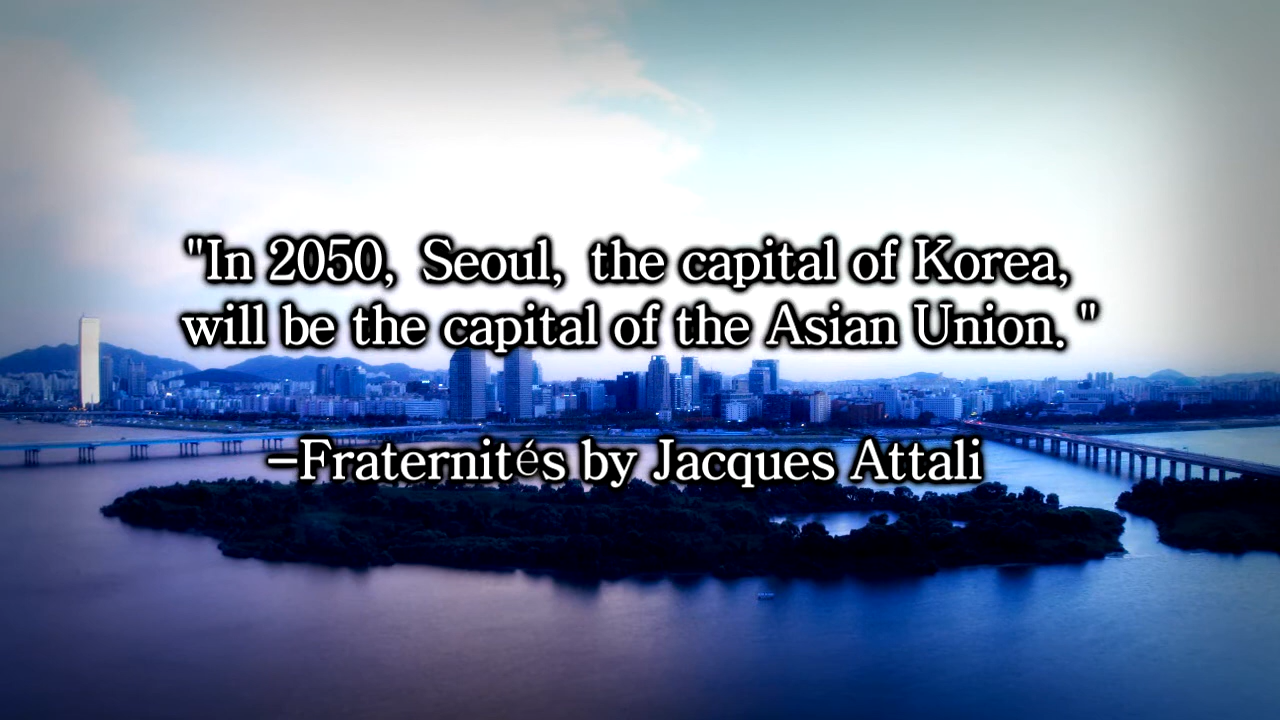 "In 2050, Seoul, the capital of Korea,
will be the capital of the Asian Union."
-Fraternités by Jacques Attali